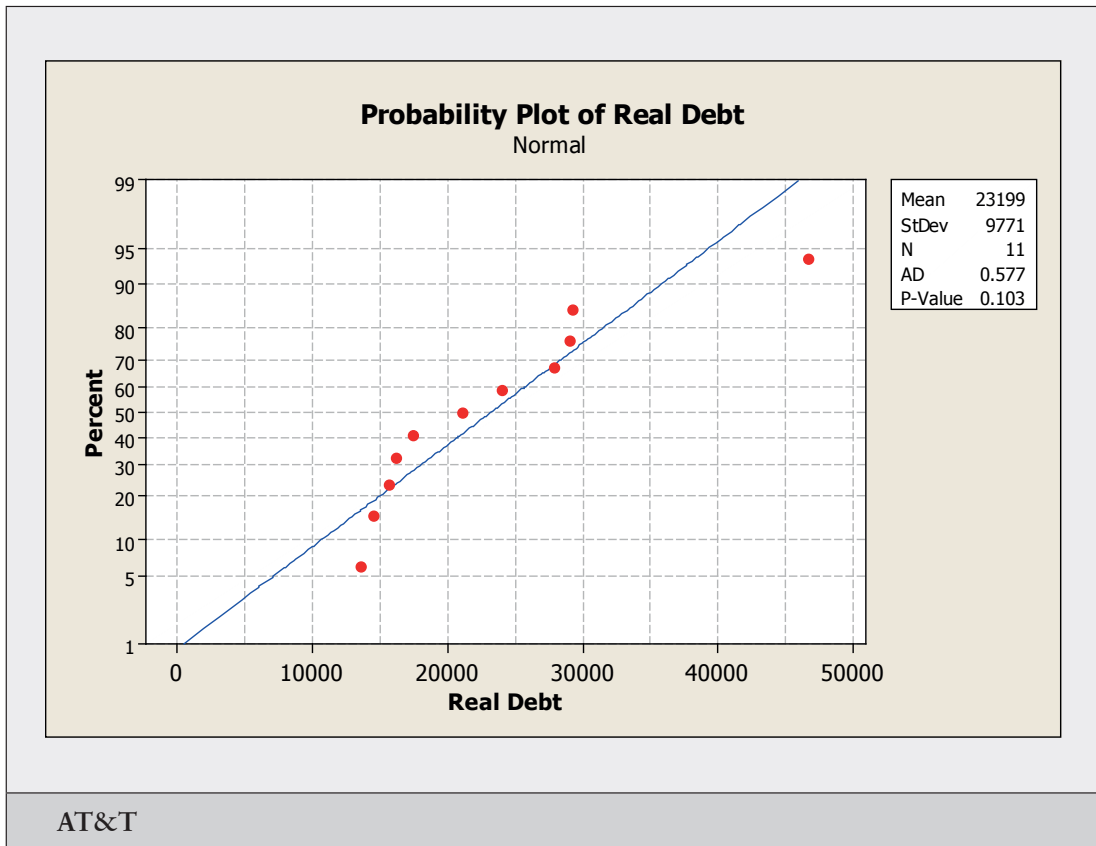 Probability Plot of Real Debt
Normal
Mean 23199
StDev 9771
N 11
AD 0.577
P-Value 0.103
Percent
99
95
90
80
70
60
50
40
30
20
10
5
1
0 10000 20000 30000 40000 50000
Real Debt
AT&T